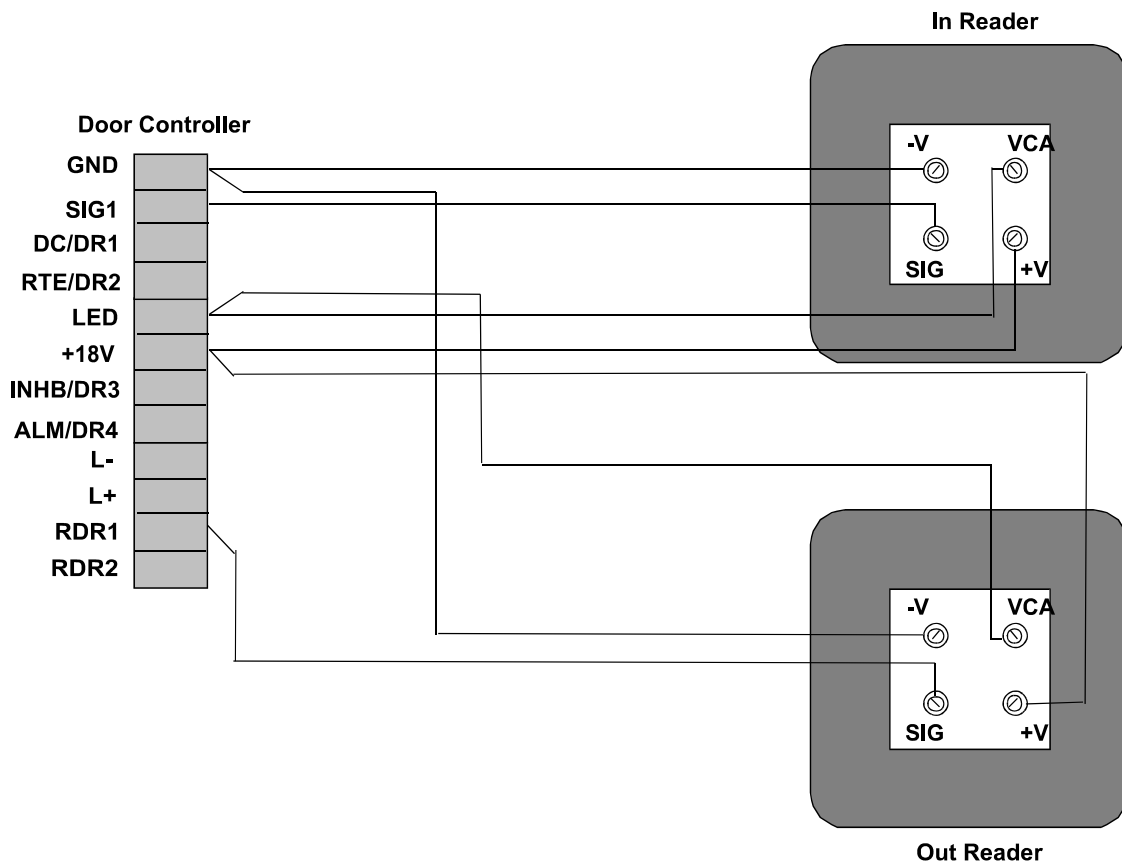 In Reader
Door Controller
GND
SIG1
DC/DR1
RTE/DR2
LED
+18V
INHB/DR3
ALM/DR4
L-
L+
RDR1
RDR2
-V VCA
SIG +V
-V VCA
SIG +V
Out Reader